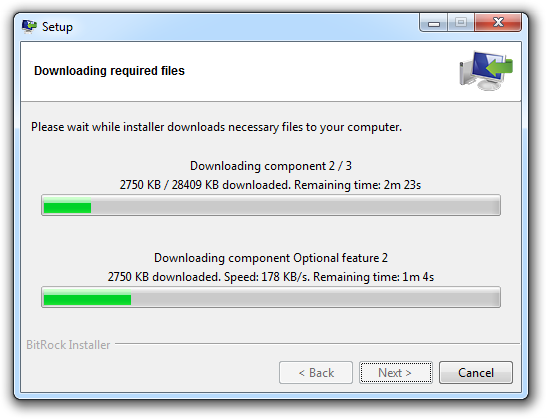 Setup
Downloading required files
Please wait while installer downloads necessary files to your computer.
Downloading component 2 / 3
2750 KB / 28409 KB downloaded. Remaining time: 2m 23s
Downloading component Optional feature 2
2750 KB downloaded. Speed: 178 KB/s. Remaining time: 1m 4s
BitRock Installer
< Back Next > Cancel